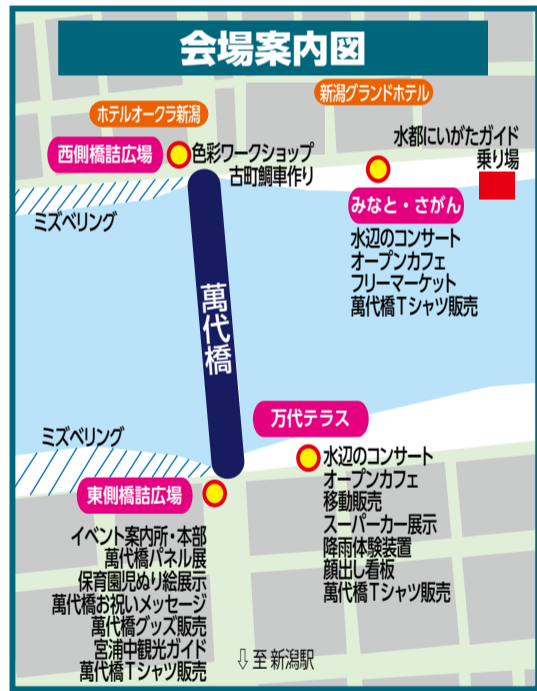 会場案内図
新潟グランドホテル
ホテルオークラ新潟
水都にいがたガイド
乗り場
西側橋詰広場
色彩ワークショップ
古町鯛車作り
ミズベリング
みなと・さがん
水辺のコンサート
オープンカフェ
フリーマーケット
萬代橋Tシャツ販売
萬代橋
万代テラス
水辺のコンサート
オープンカフェ
移動販売
スーパーカー展示
降雨体験装置
顔出し看板
萬代橋Tシャツ販売
ミズベリング
東側橋詰広場
イベント案内所・本部
萬代橋パネル展
保育園児ぬり絵展示
萬代橋お祝いメッセージ
萬代橋グッズ販売
宮浦中観光ガイド
萬代橋Tシャツ販売
⇩至新潟駅